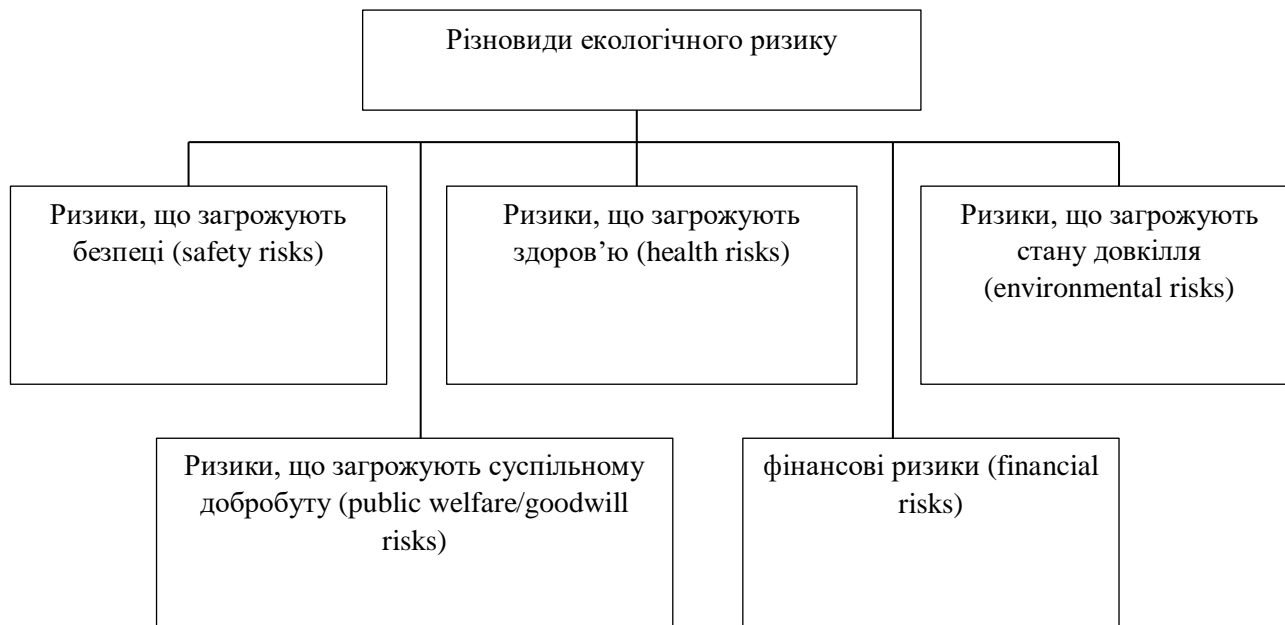 Різновиди екологічного ризику
Ризики, що загрожують
безпеці (safety risks)
Ризики, що загрожують
здоров’ю (health risks)
Ризики, що загрожують
стану довкілля
(environmental risks)
Ризики, що загрожують суспільному
добробуту (public welfare/goodwill
risks)
фінансові ризики (financial
risks)